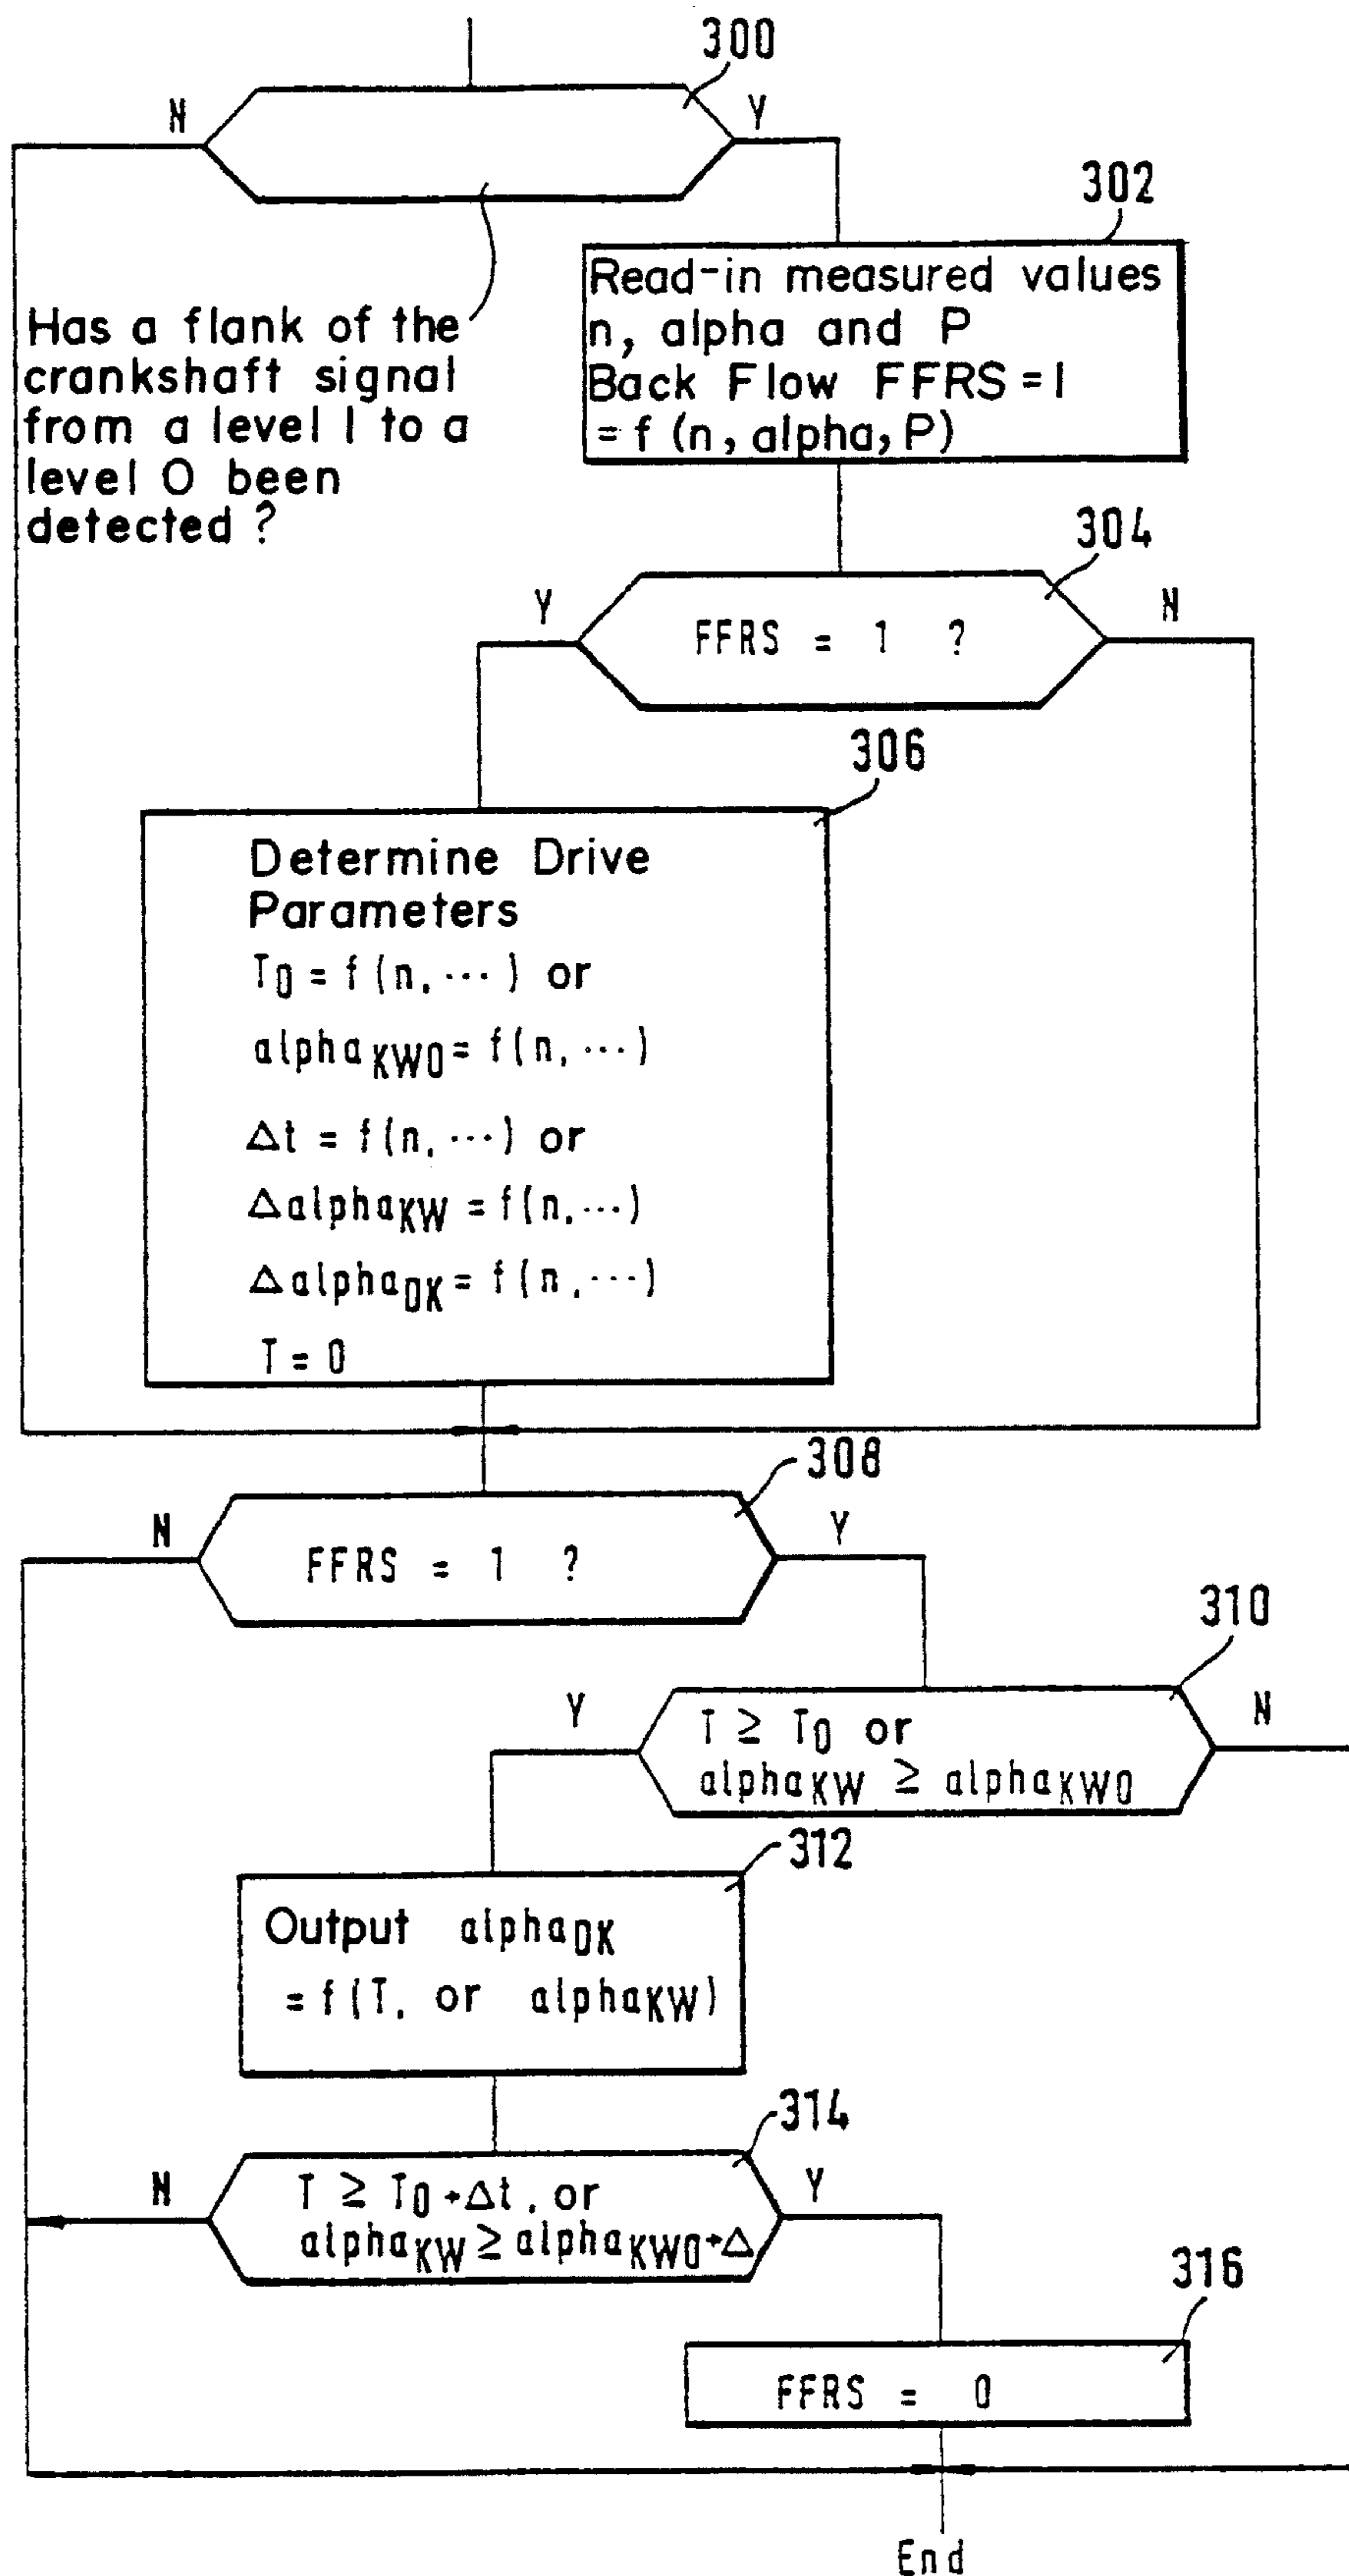 300
N
Y
Has a flank of the
crankshaft signal
from a level 1 to a
level 0 been
detected ?
302
Read-in measured values
n, alpha and P
Back Flow FFRS = 1
= f (n, alpha, P)
304
Y
FFRS = 1 ?
N
306
Determine Drive
Parameters
T0 = f (n, ...) or
alphaKW0 = f (n, ...)
Δt = f (n, ...) or
ΔalphaKW = f (n, ...)
ΔalphaDK = f (n, ...)
T = 0
308
N
FFRS = 1 ?
Y
310
Y
T ≥ T0 or
alphaKW ≥ alphaKW0
N
312
Output alphaDK
= f (T, or alphaKW)
314
N
T ≥ T0 + Δt, or
alphaKW ≥ alphaKW0 + Δ
Y
316
FFRS = 0
End